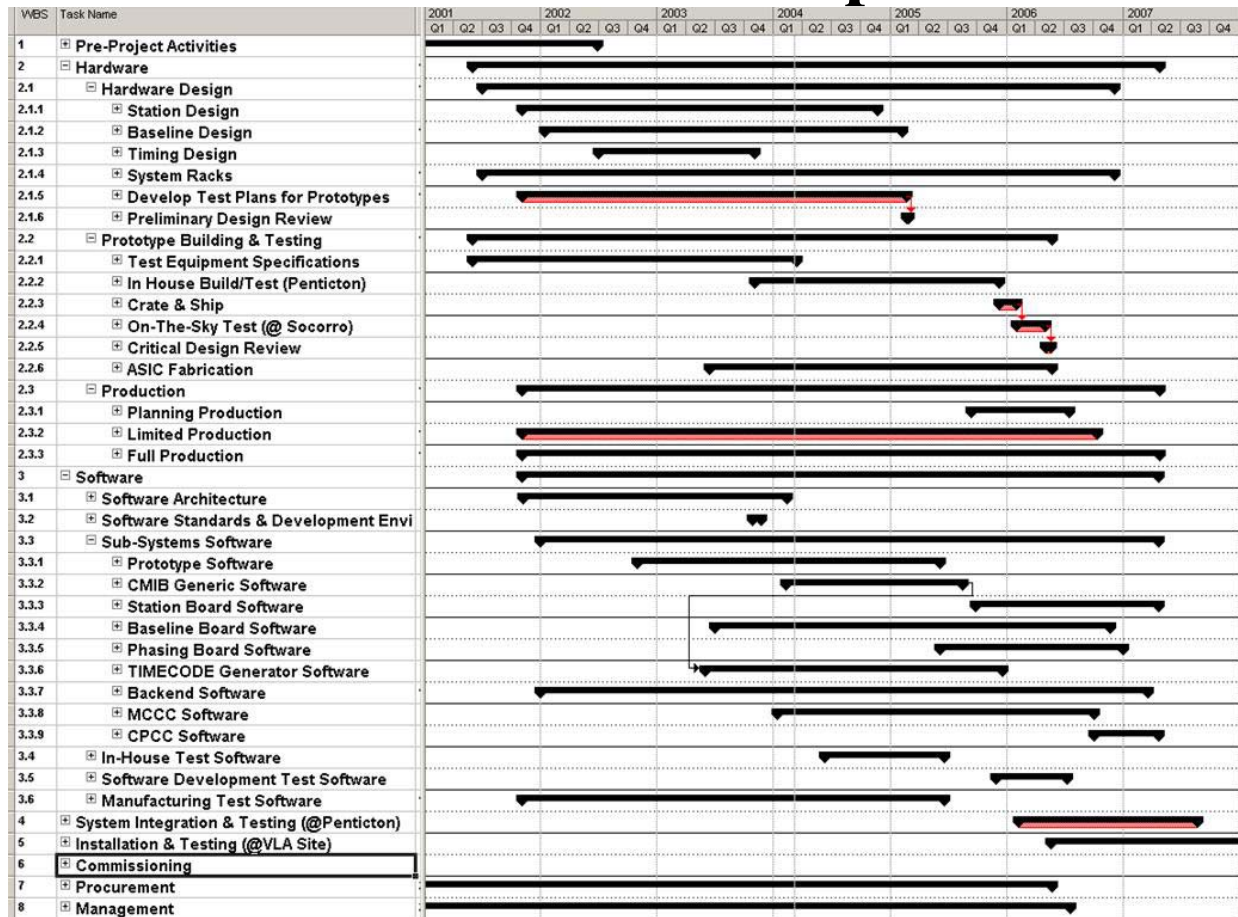 WBS Task Name 2001 2002 2003 2004 2005 2006 2007
Q1 Q2 Q3 Q4 Q1 Q2 Q3 Q4 Q1 Q2 Q3 Q4 Q1 Q2 Q3 Q4 Q1 Q2 Q3 Q4 Q1 Q2 Q3 Q4 Q1 Q2 Q3 Q4
1 Pre-Project Activities
2 Hardware
2.1 Hardware Design
2.1.1 Station Design
2.1.2 Baseline Design
2.1.3 Timing Design
2.1.4 System Racks
2.1.5 Develop Test Plans for Prototypes
2.1.6 Preliminary Design Review
2.2 Prototype Building & Testing
2.2.1 Test Equipment Specifications
2.2.2 In House Build/Test (Penticton)
2.2.3 Crate & Ship
2.2.4 On-The-Sky Test (@ Socorro)
2.2.5 Critical Design Review
2.2.6 ASIC Fabrication
2.3 Production
2.3.1 Planning Production
2.3.2 Limited Production
2.3.3 Full Production
3 Software
3.1 Software Architecture
3.2 Software Standards & Development Envi
3.3 Sub-Systems Software
3.3.1 Prototype Software
3.3.2 CMIB Generic Software
3.3.3 Station Board Software
3.3.4 Baseline Board Software
3.3.5 Phasing Board Software
3.3.6 TIMECODE Generator Software
3.3.7 Backend Software
3.3.8 MCCC Software
3.3.9 CPCC Software
3.4 In-House Test Software
3.5 Software Development Test Software
3.6 Manufacturing Test Software
4 System Integration & Testing (@Penticton)
5 Installation & Testing (@VLA Site)
6 Commissioning
7 Procurement
8 Management